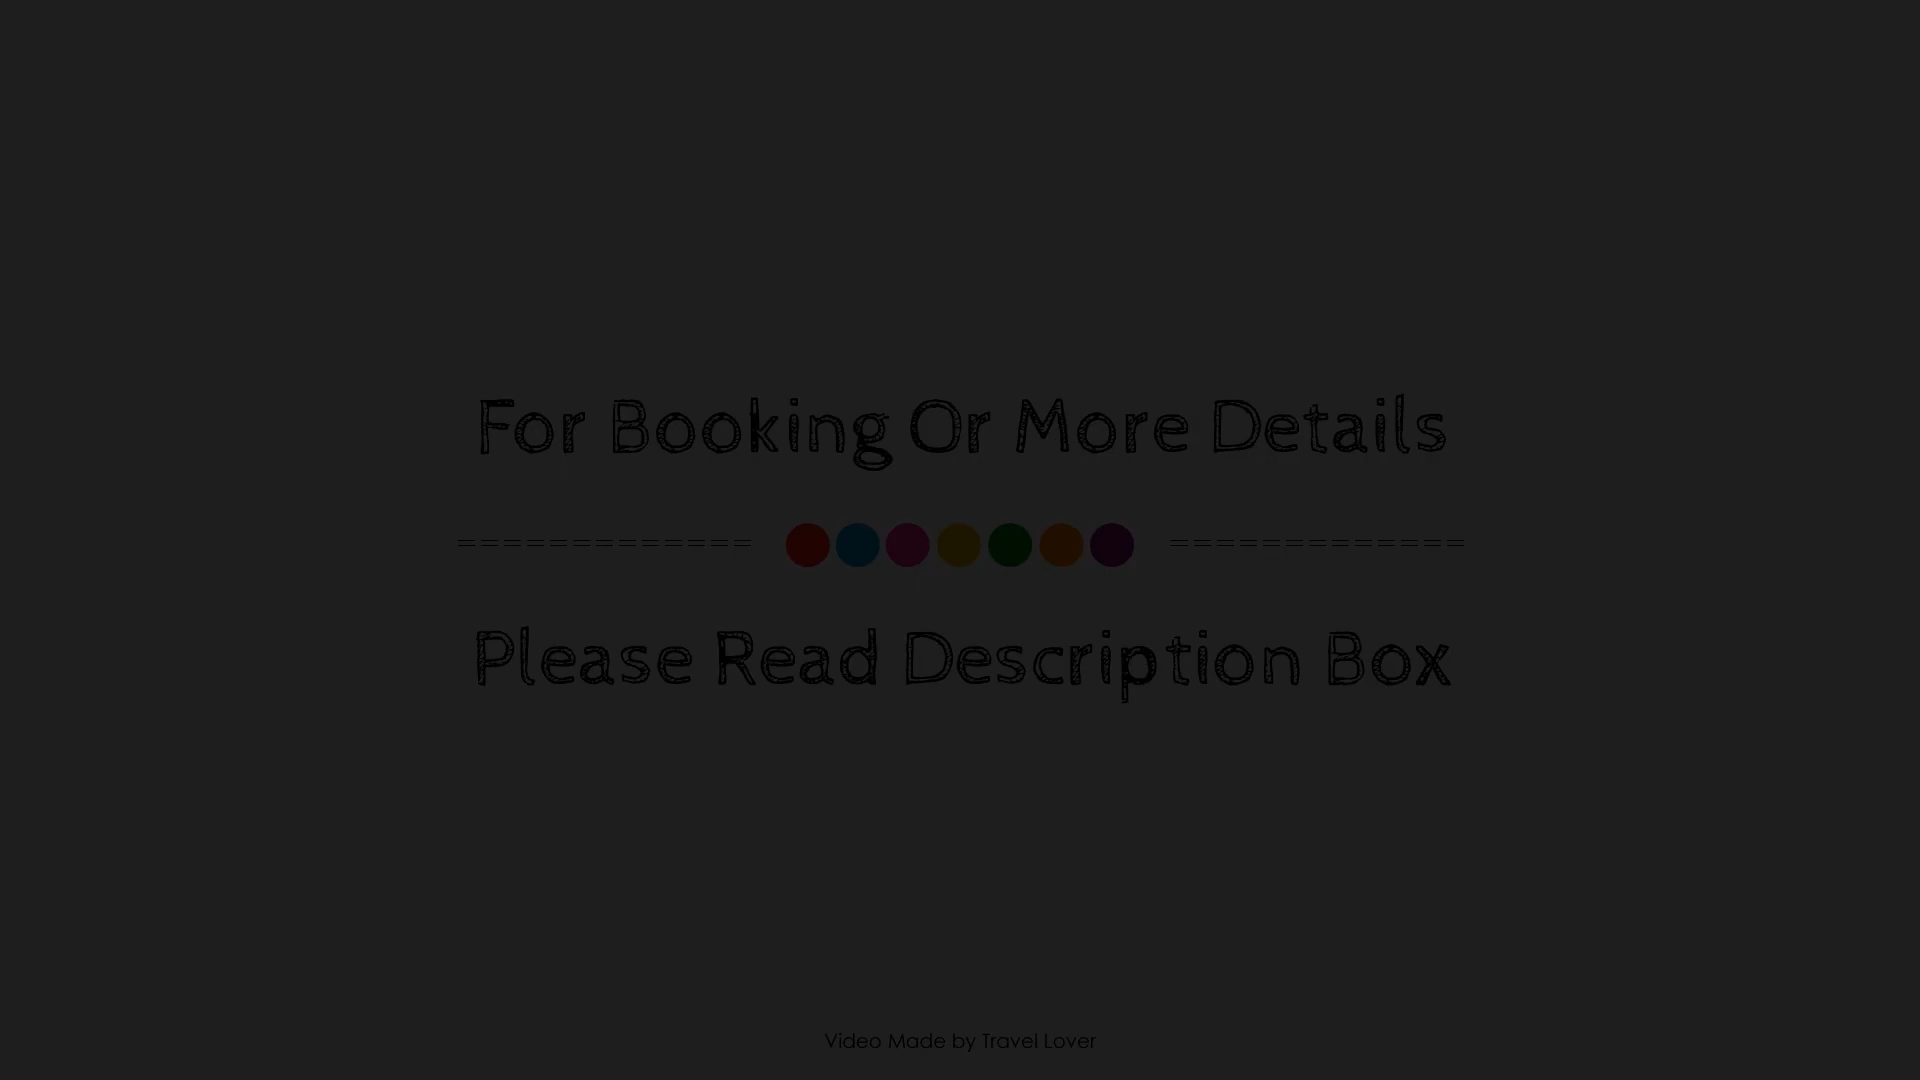 For Booking Or More Details
============= =============
Please Read Description Box
Video Made by Travel Lover